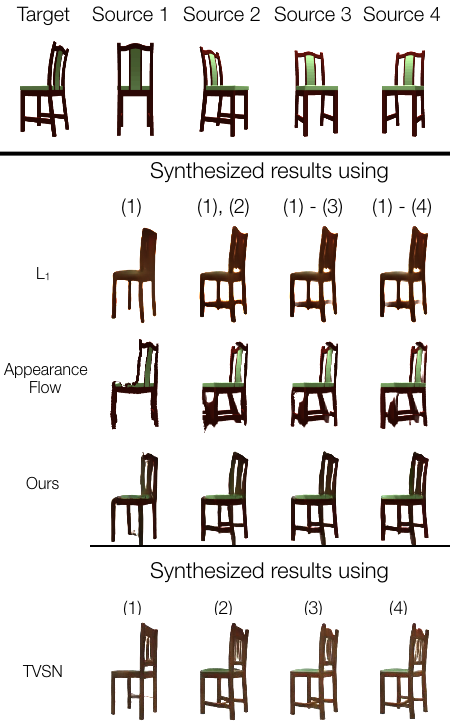 Target Source 1 Source 2 Source 3 Source 4
Synthesized results using
(1) (1), (2) (1) - (3) (1) - (4)
L₁
Appearance
Flow
Ours
Synthesized results using
(1) (2) (3) (4)
TVSN